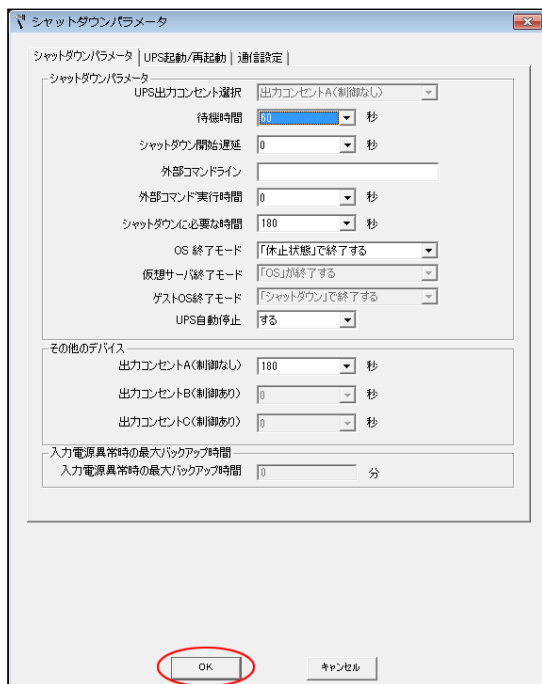 シャットダウンパラメータ
シャットダウンパラメータ UPS起動/再起動 通信設定
シャットダウンパラメータ
UPS出力コンセント選択 出力コンセントA(制御なし)
待機時間 60 秒
シャットダウン開始遅延 0 秒
外部コマンドライン
外部コマンド実行時間 0 秒
シャットダウンに必要な時間 180 秒
OS 終了モード 「休止状態」で終了する
仮想サーバ終了モード 「OS」が終了する
ゲストOS終了モード 「シャットダウン」で終了する
UPS自動停止 する
その他のデバイス
出力コンセントA(制御なし) 180 秒
出力コンセントB(制御あり) 0 秒
出力コンセントC(制御あり) 0 秒
入力電源異常時の最大バックアップ時間
入力電源異常時の最大バックアップ時間 0 分
OK キャンセル